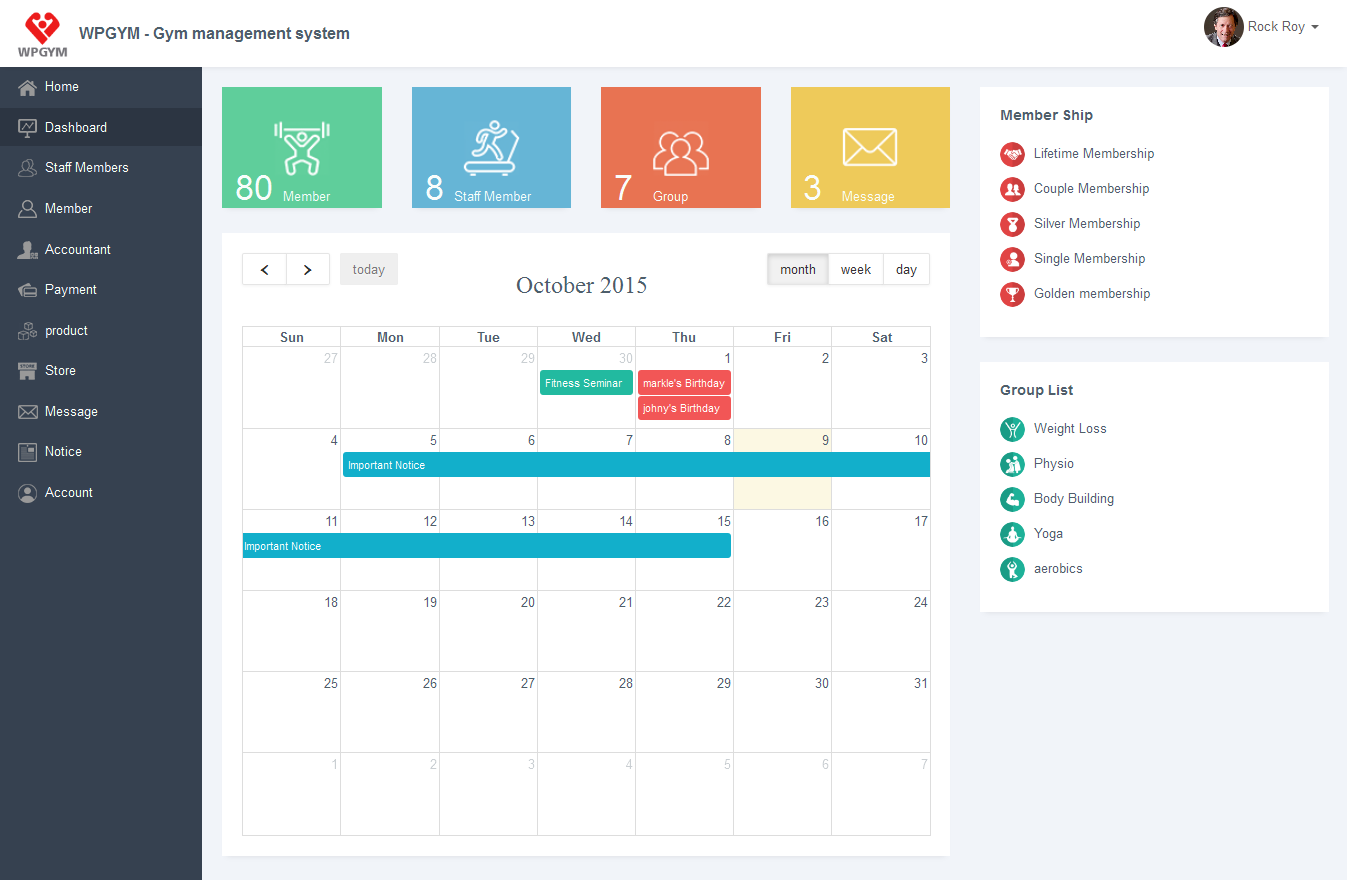 WPGYM
WPGYM - Gym management system
Rock Roy
Home
Dashboard
Staff Members
Member
Accountant
Payment
product
Store
Message
Notice
Account
80 Member
8 Staff Member
7 Group
3 Message
today
October 2015
month week day
Sun Mon Tue Wed Thu Fri Sat
27 28 29 30 1 2 3
Fitness Seminar markle's Birthday
johny's Birthday
4 5 6 7 8 9 10
Important Notice
11 12 13 14 15 16 17
Important Notice
18 19 20 21 22 23 24
25 26 27 28 29 30 31
1 2 3 4 5 6 7
Member Ship
Lifetime Membership
Couple Membership
Silver Membership
Single Membership
Golden membership
Group List
Weight Loss
Physio
Body Building
Yoga
aerobics